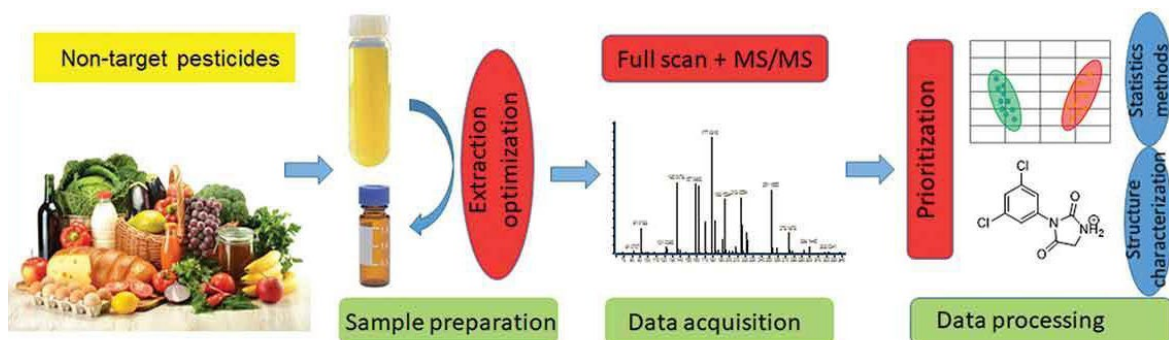 Non-target pesticides
Extraction
optimization
Full scan + MS/MS
Prioritization
Statistics
methods
Cl
Cl
O
N
NH2
+
O
Structure
characterization
Sample preparation
Data acquisition
Data processing